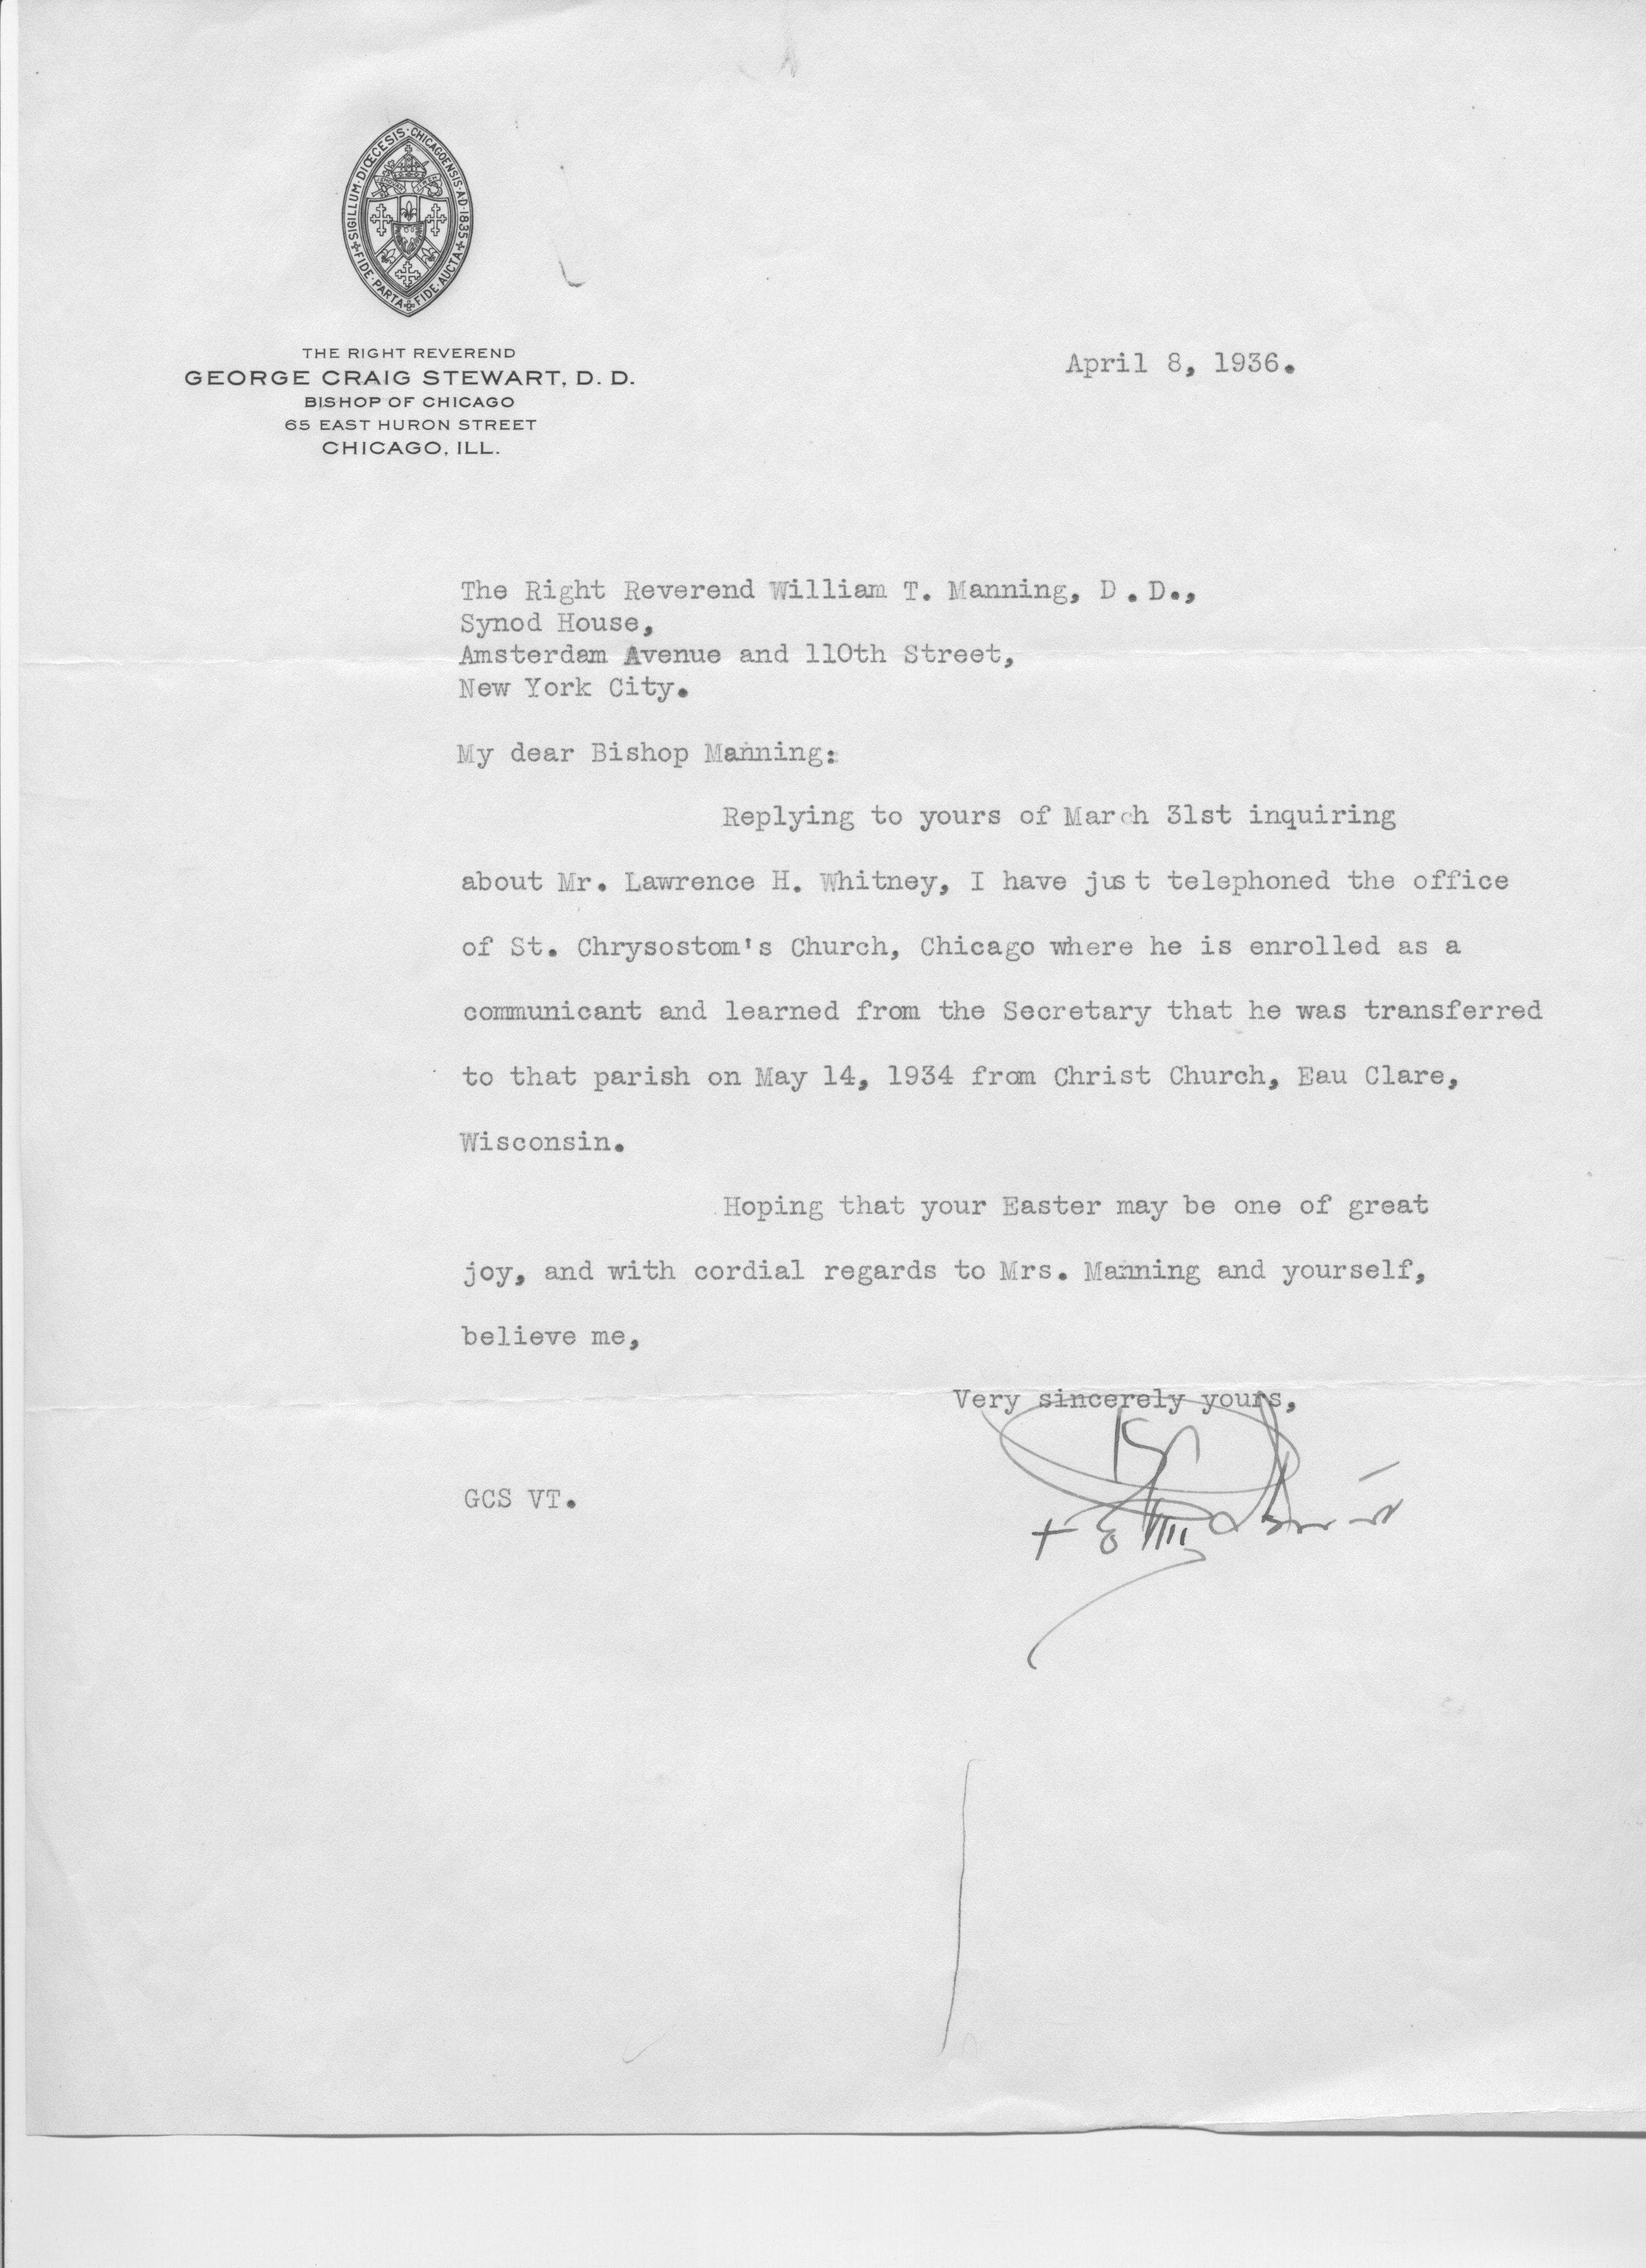 SIGILLUM · DIŒCESIS · CHICAGOENSIS · A·D·1835
FIDE · PARTA FIDE · AUCTA
THE RIGHT REVEREND
GEORGE CRAIG STEWART, D. D.
BISHOP OF CHICAGO
65 EAST HURON STREET
CHICAGO, ILL.
April 8, 1936.
The Right Reverend William T. Manning, D . D.,
Synod House,
Amsterdam Avenue and 110th Street,
New York City.
My dear Bishop Manning:
Replying to yours of March 31st inquiring
about Mr. Lawrence H. Whitney, I have just telephoned the office
of St. Chrysostom's Church, Chicago where he is enrolled as a
communicant and learned from the Secretary that he was transferred
to that parish on May 14, 1934 from Christ Church, Eau Clare,
Wisconsin.
Hoping that your Easter may be one of great
joy, and with cordial regards to Mrs. Manning and yourself,
believe me,
Very sincerely yours,
GCS VT.